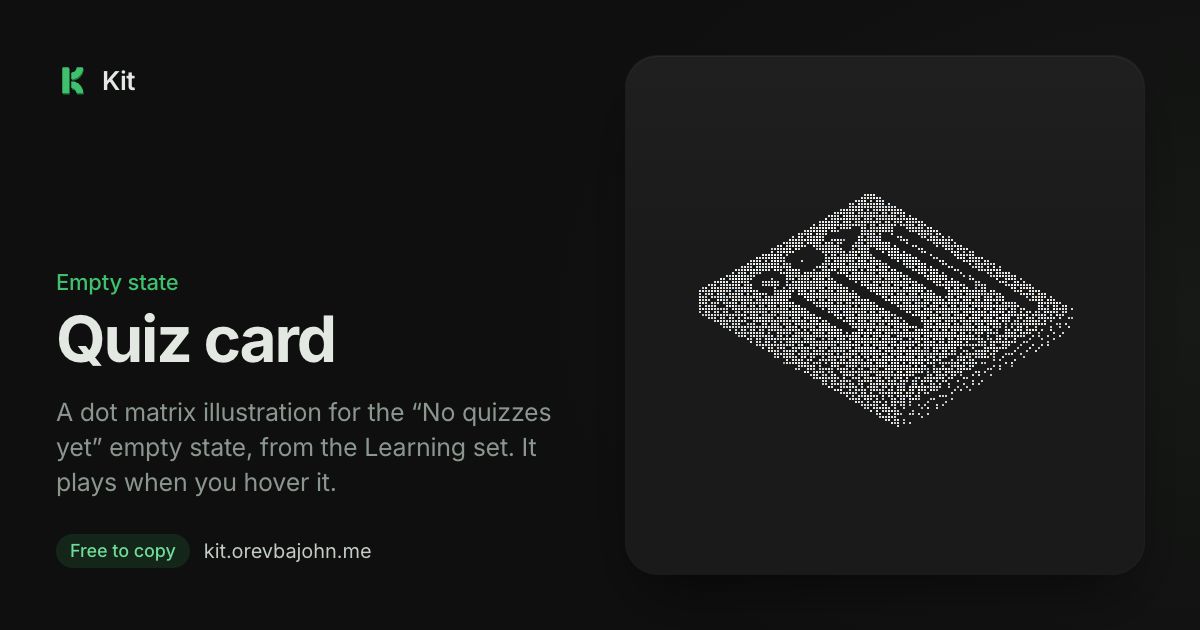 Kit
Empty state
Quiz card
A dot matrix illustration for the “No quizzes
yet” empty state, from the Learning set. It
plays when you hover it.
Free to copy
kit.orevbajohn.me